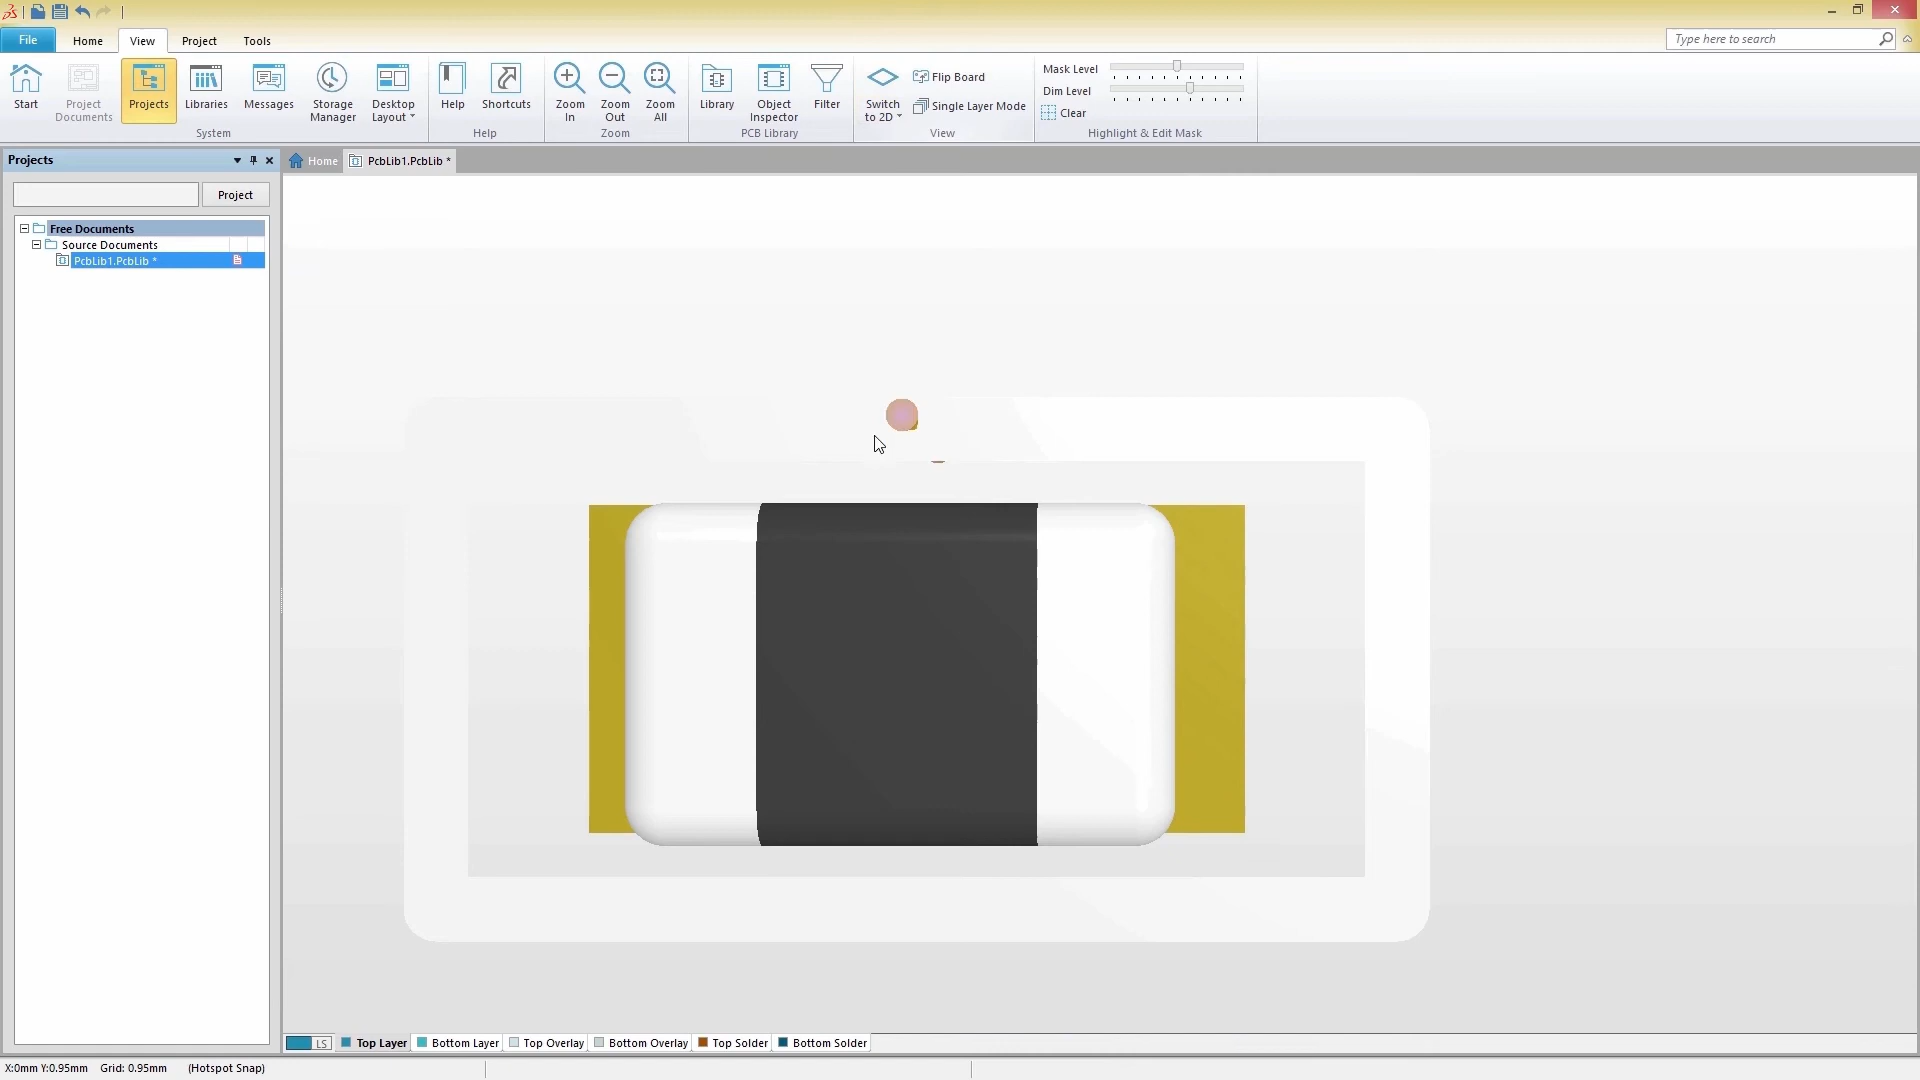 File
Home
View
Project
Tools
Type here to search
Start
Project Documents
Projects
Libraries
Messages
Storage Manager
Desktop Layout
System
Help
Shortcuts
Help
Zoom In
Zoom Out
Zoom All
Zoom
Library
Object Inspector
Filter
PCB Library
Switch to 2D
Flip Board
Single Layer Mode
View
Mask Level
Dim Level
Clear
Highlight & Edit Mask
Projects
Home
PcbLib1.PcbLib *
Project
Free Documents
Source Documents
PcbLib1.PcbLib *
LS
Top Layer
Bottom Layer
Top Overlay
Bottom Overlay
Top Solder
Bottom Solder
X:0mm Y:0.95mm Grid: 0.95mm (Hotspot Snap)